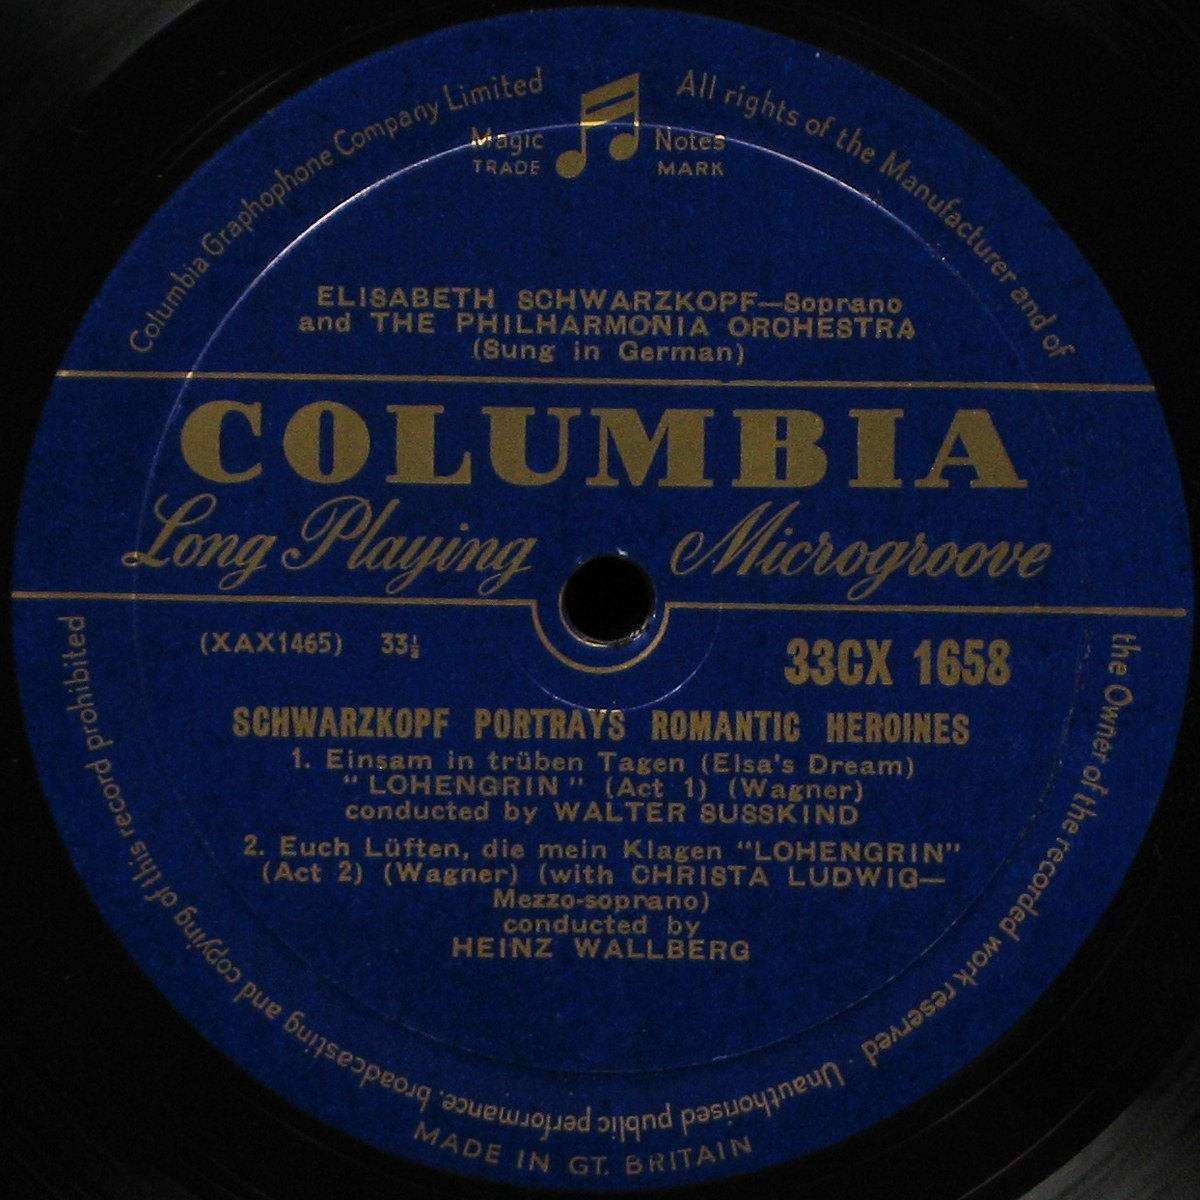 Columbia Graphophone Company Limited
All rights of the Manufacturer and of
the Owner of the recorded work reserved · Unauthorised public performance, broadcasting and copying of this record prohibited
Magic Notes
TRADE MARK
ELISABETH SCHWARZKOPF—Soprano
and THE PHILHARMONIA ORCHESTRA
(Sung in German)
COLUMBIA
Long Playing Microgroove
(XAX1465) 33⅓ 33CX 1658
SCHWARZKOPF PORTRAYS ROMANTIC HEROINES
1. Einsam in trüben Tagen (Elsa's Dream)
"LOHENGRIN" (Act 1) (Wagner)
conducted by WALTER SUSSKIND
2. Euch Lüften, die mein Klagen "LOHENGRIN"
(Act 2) (Wagner) (with CHRISTA LUDWIG—
Mezzo-soprano)
conducted by
HEINZ WALLBERG
MADE IN GT. BRITAIN